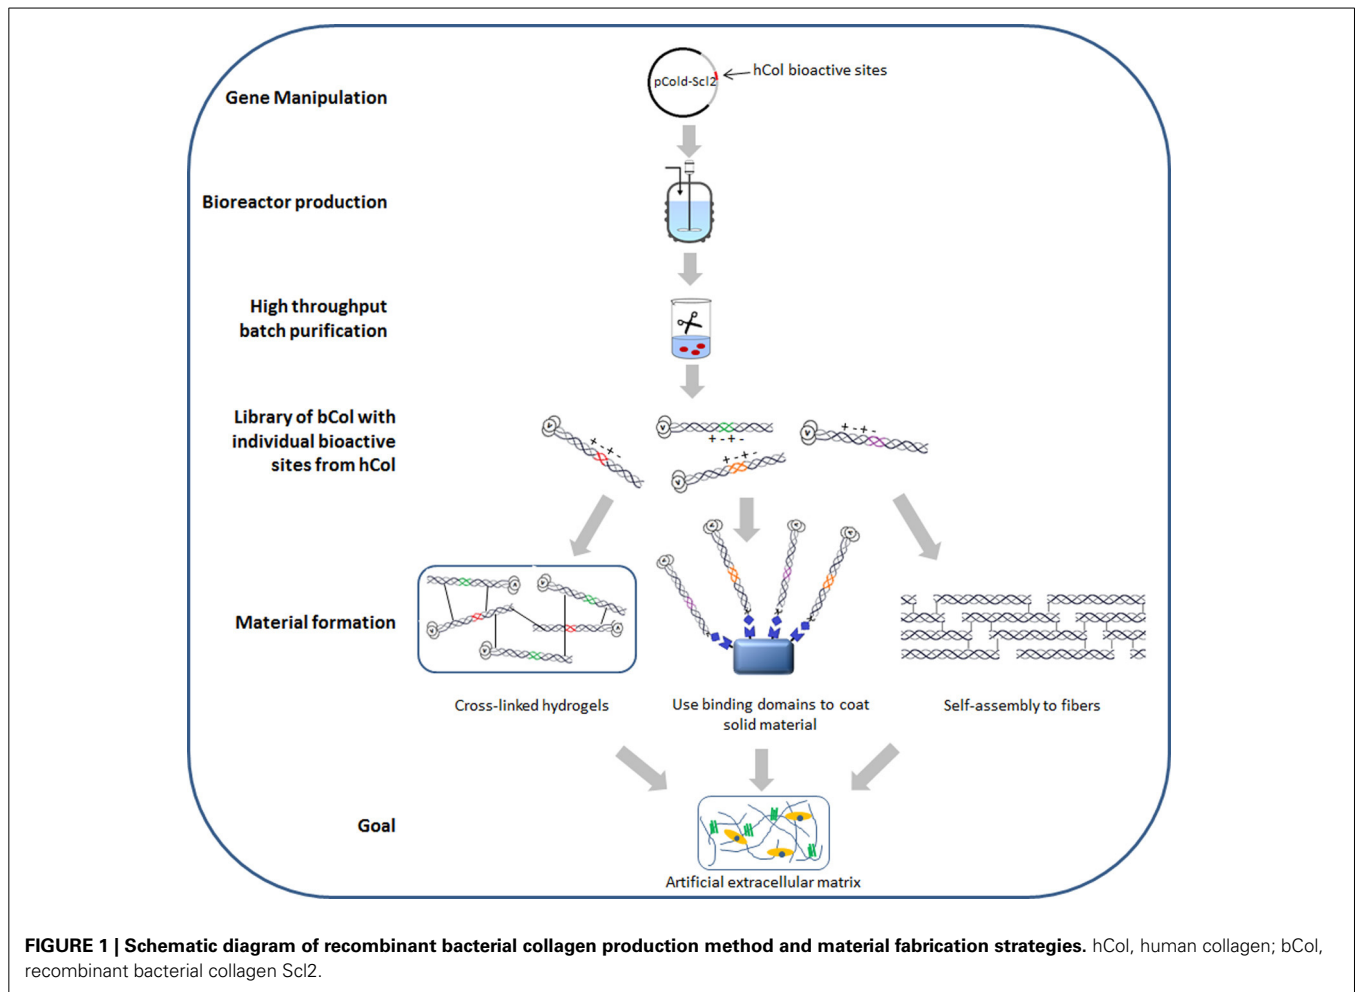 Gene Manipulation
pCold-Scl2
hCol bioactive sites
Bioreactor production
High throughput
batch purification
Library of bCol with
individual bioactive
sites from hCol
V
+ - + -
V
+ - + -
V
+ - + -
V
+ - + -
Material formation
Cross-linked hydrogels
Use binding domains to coat
solid material
Self-assembly to fibers
Goal
Artificial extracellular matrix
FIGURE 1 | Schematic diagram of recombinant bacterial collagen production method and material fabrication strategies. hCol, human collagen; bCol,
recombinant bacterial collagen Scl2.